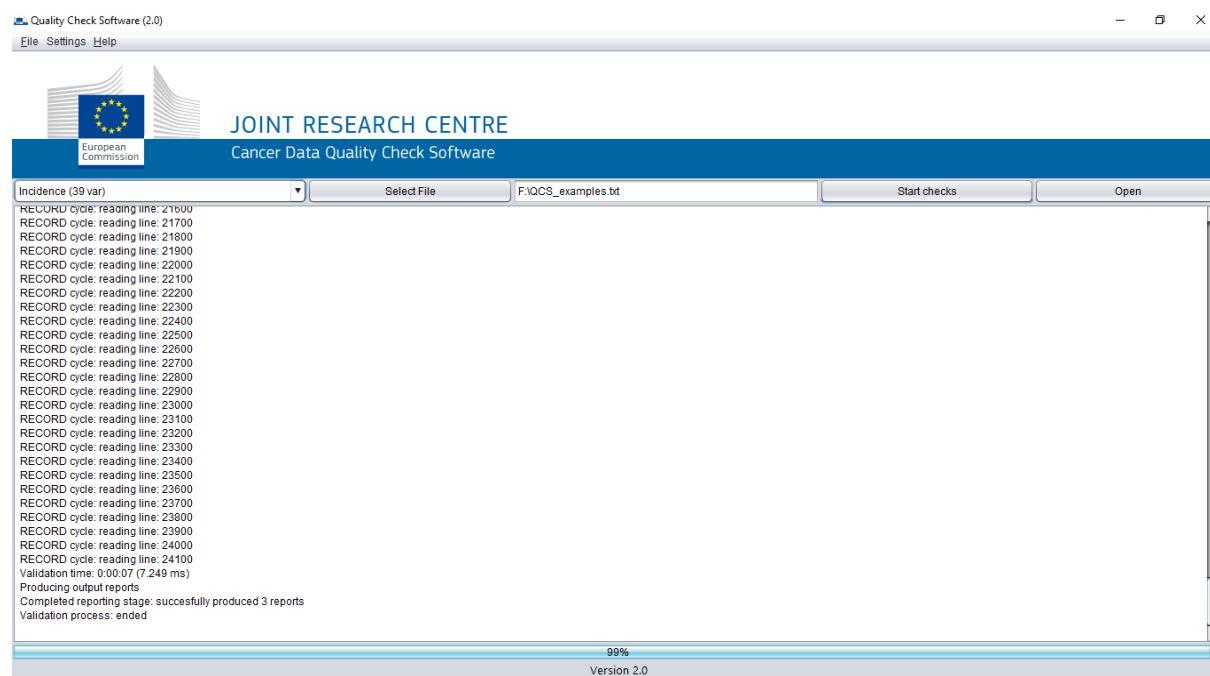 Quality Check Software (2.0)
File Settings Help
European
Commission
JOINT RESEARCH CENTRE
Cancer Data Quality Check Software
Incidence (39 var) Select File F:\QCS_examples.txt Start checks Open
RECORD cycle: reading line: 21600
RECORD cycle: reading line: 21700
RECORD cycle: reading line: 21800
RECORD cycle: reading line: 21900
RECORD cycle: reading line: 22000
RECORD cycle: reading line: 22100
RECORD cycle: reading line: 22200
RECORD cycle: reading line: 22300
RECORD cycle: reading line: 22400
RECORD cycle: reading line: 22500
RECORD cycle: reading line: 22600
RECORD cycle: reading line: 22700
RECORD cycle: reading line: 22800
RECORD cycle: reading line: 22900
RECORD cycle: reading line: 23000
RECORD cycle: reading line: 23100
RECORD cycle: reading line: 23200
RECORD cycle: reading line: 23300
RECORD cycle: reading line: 23400
RECORD cycle: reading line: 23500
RECORD cycle: reading line: 23600
RECORD cycle: reading line: 23700
RECORD cycle: reading line: 23800
RECORD cycle: reading line: 23900
RECORD cycle: reading line: 24000
RECORD cycle: reading line: 24100
Validation time: 0:00:07 (7.249 ms)
Producing output reports
Completed reporting stage: succesfully produced 3 reports
Validation process: ended
99%
Version 2.0